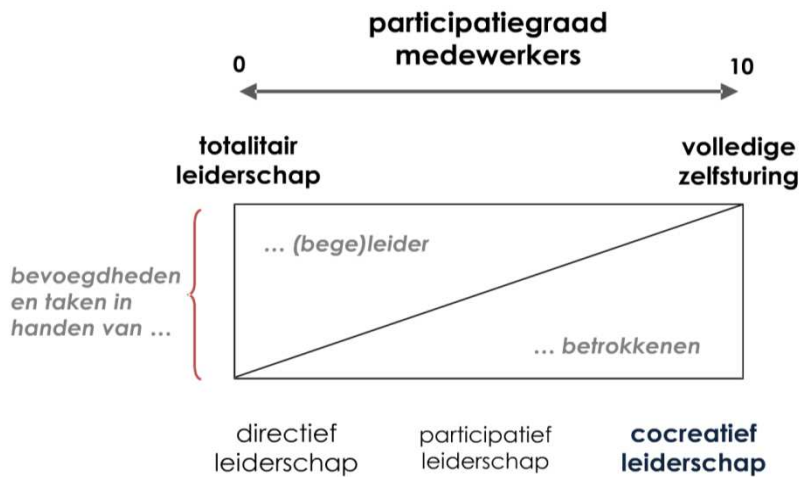 participatiegraad
medewerkers
0
10
totalitair
leiderschap
volledige
zelfsturing
... (bege)leider
bevoegdheden
en taken in
handen van ...
... betrokkenen
directief
leiderschap
participatief
leiderschap
cocreatief
leiderschap